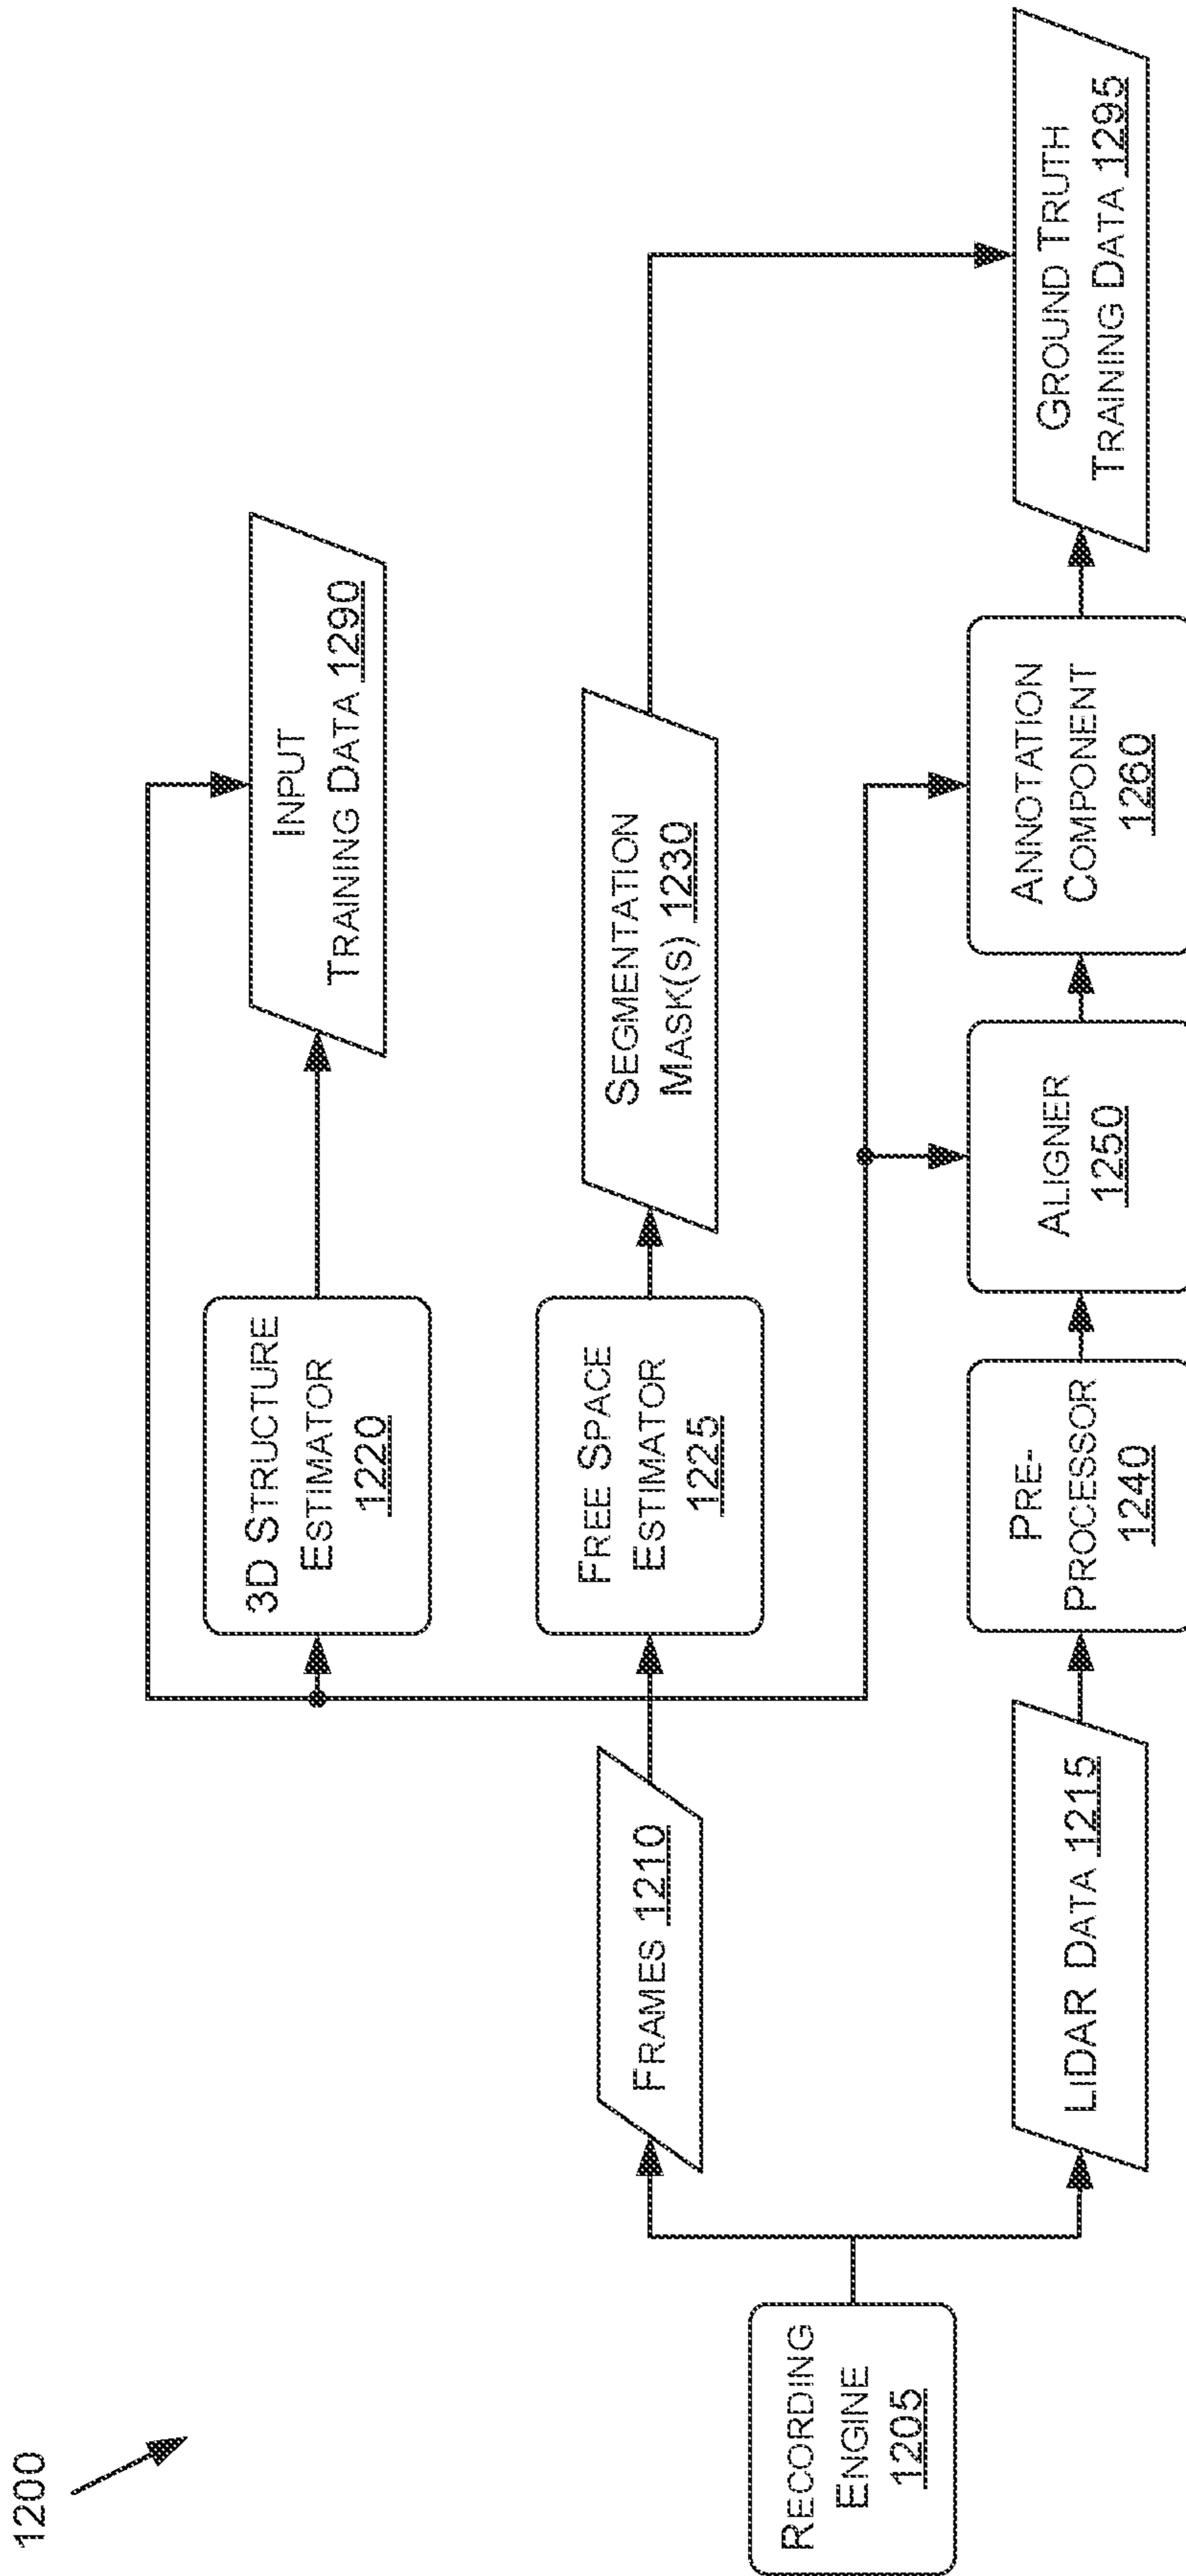 1200
RECORDING
ENGINE
1205
FRAMES 1210
LIDAR DATA 1215
3D STRUCTURE
ESTIMATOR
1220
FREE SPACE
ESTIMATOR
1225
PRE-
PROCESSOR
1240
ALIGNER
1250
INPUT
TRAINING DATA 1290
SEGMENTATION
MASK(S) 1230
ANNOTATION
COMPONENT
1260
GROUND TRUTH
TRAINING DATA 1295